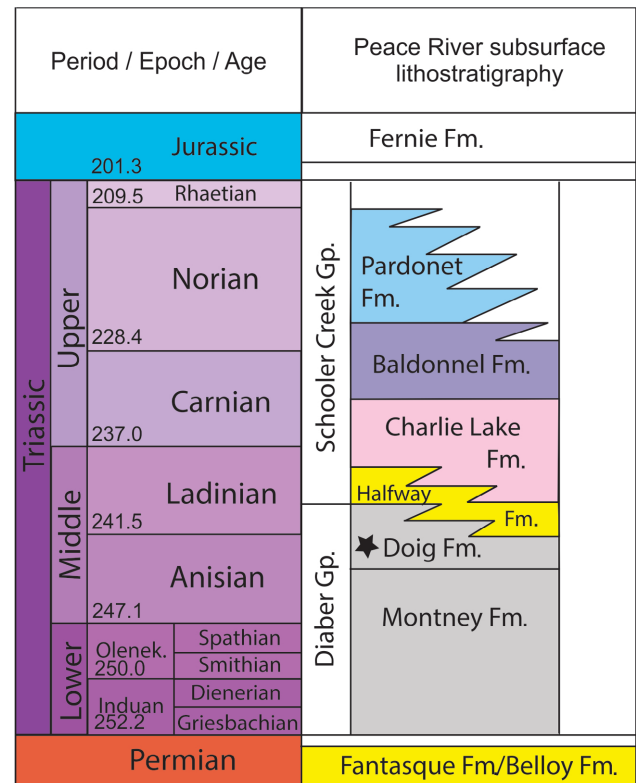 Period / Epoch / Age
Peace River subsurface
lithostratigraphy
Jurassic
201.3
Fernie Fm.
Triassic
Upper
209.5
Rhaetian
Norian
228.4
Carnian
237.0
Middle
Ladinian
241.5
Anisian
247.1
Lower
Olenek.
250.0
Spathian
Smithian
Induan
252.2
Dienerian
Griesbachian
Permian
Schooler Creek Gp.
Pardonet
Fm.
Baldonnel Fm.
Charlie Lake
Fm.
Halfway
Fm.
Diaber Gp.
Doig Fm.
Montney Fm.
Fantasque Fm/Belloy Fm.